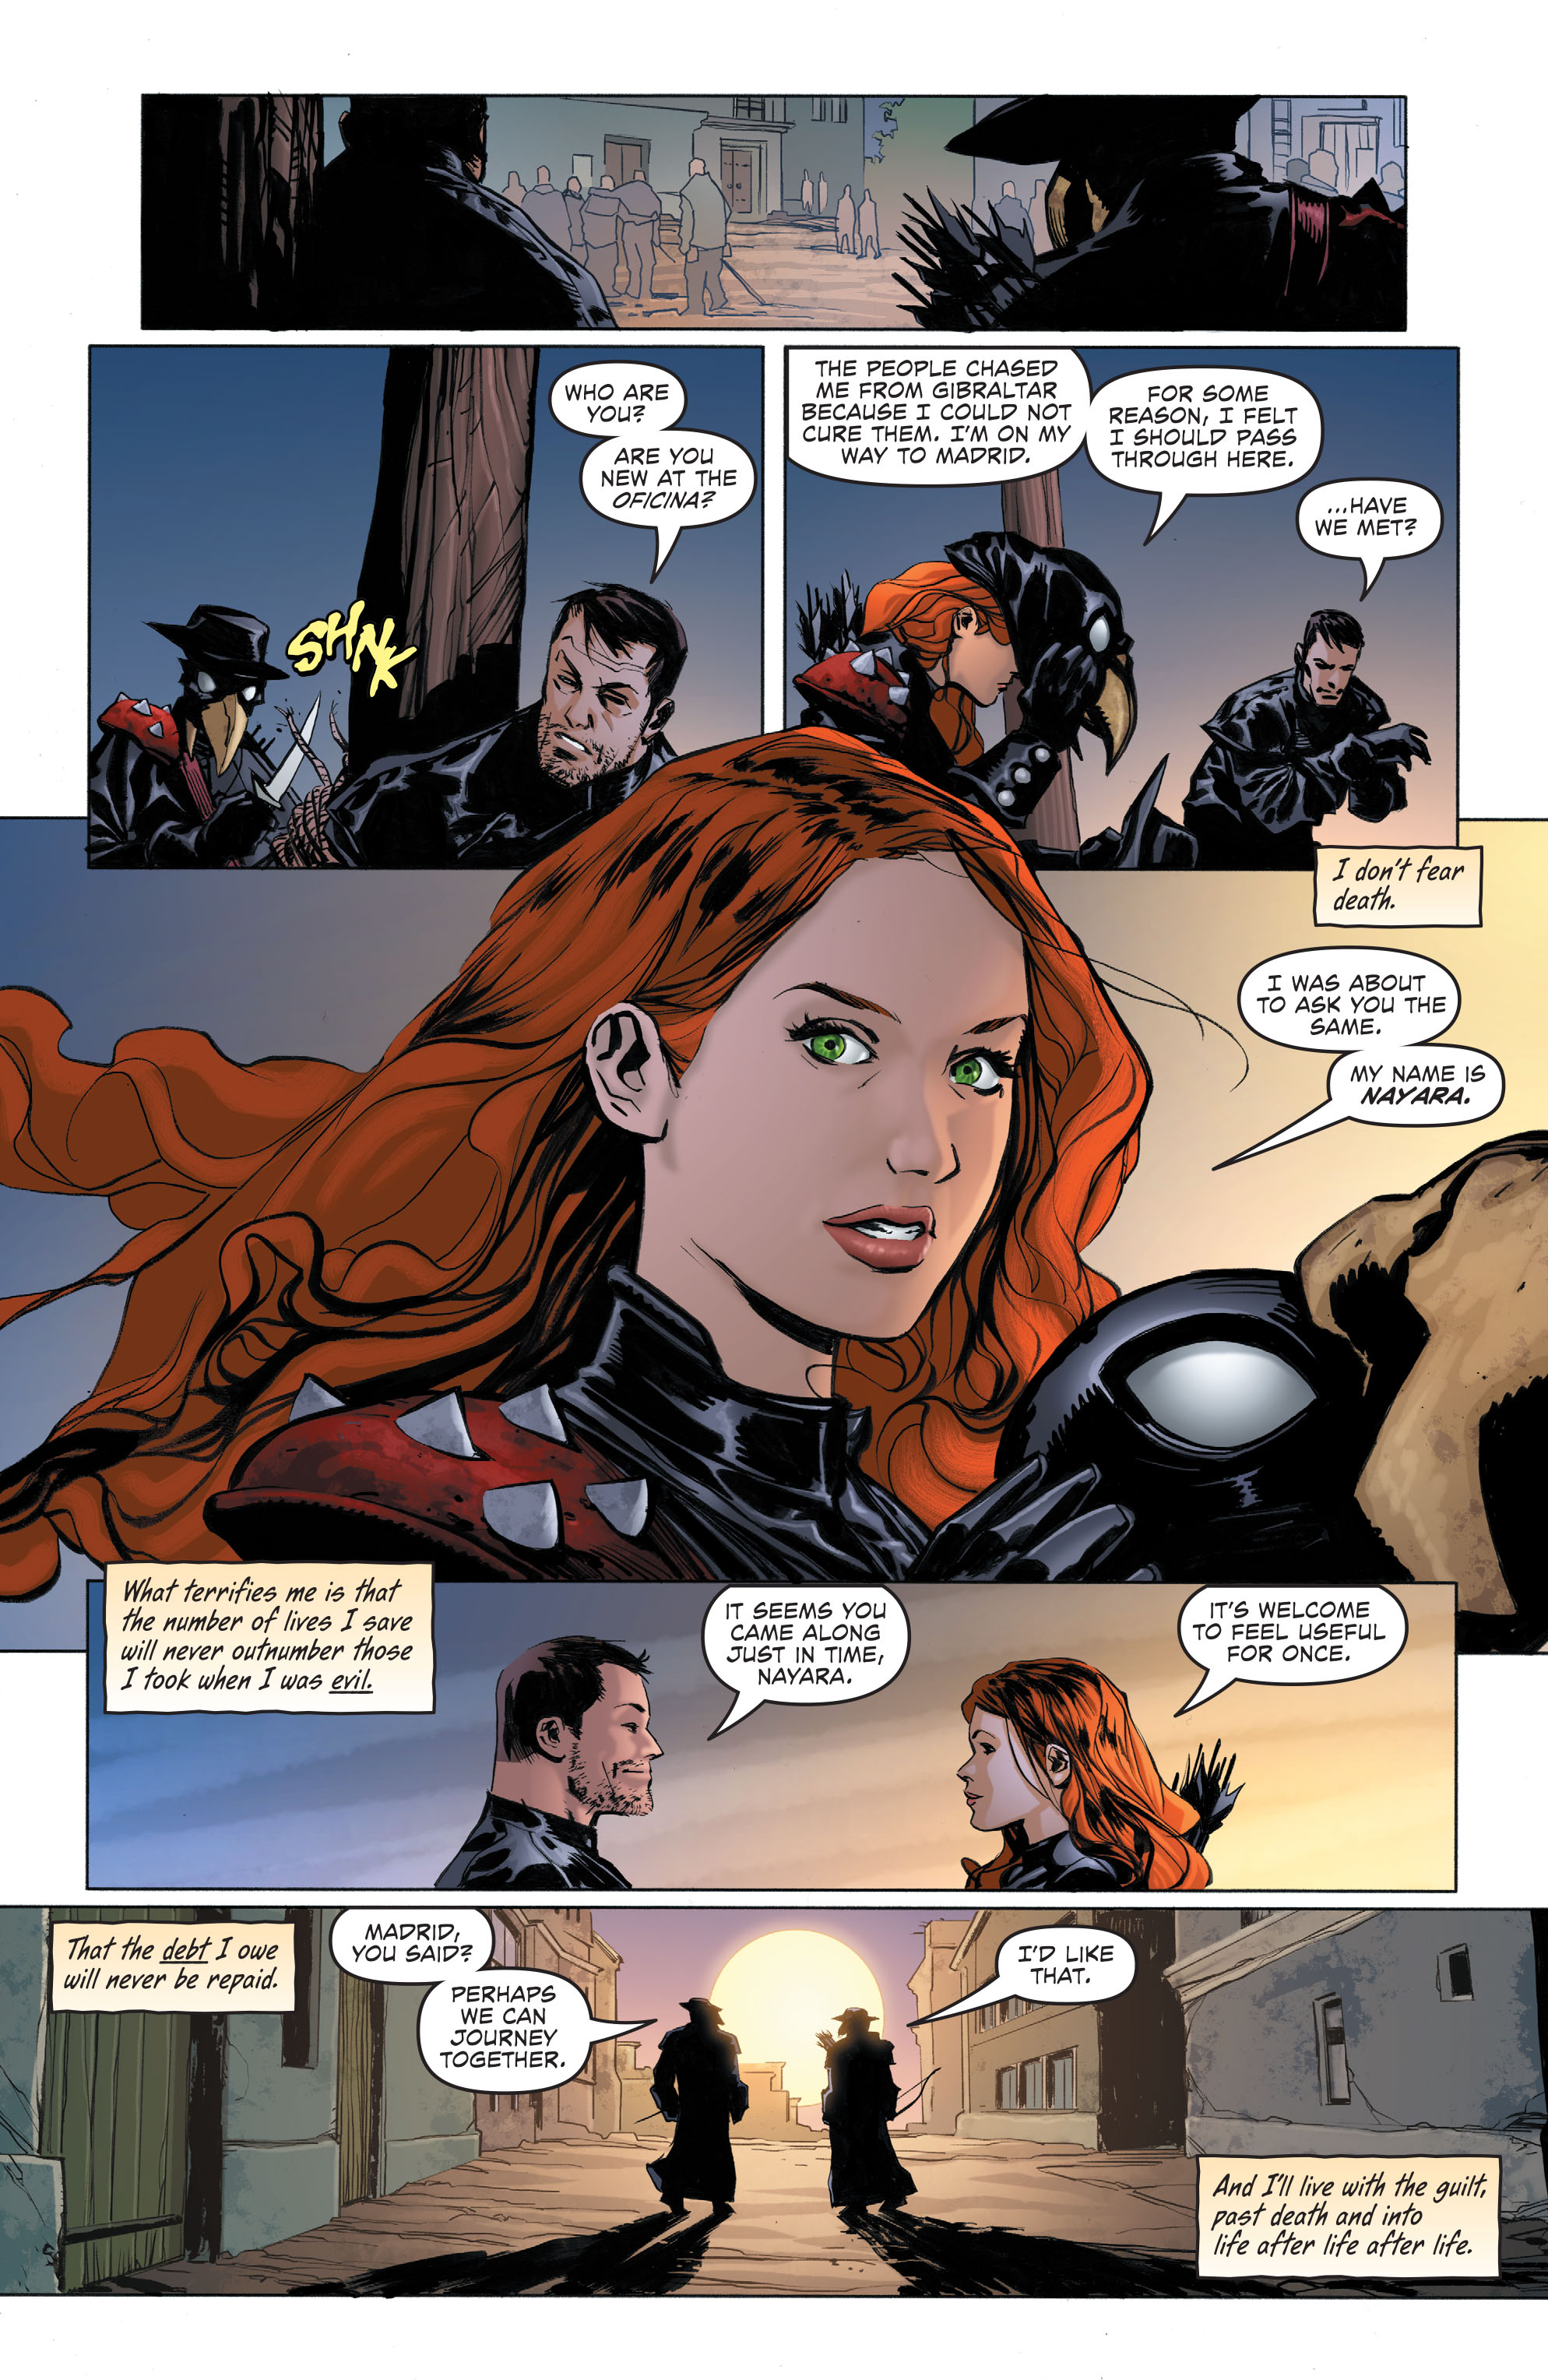 WHO ARE
YOU?
ARE YOU
NEW AT THE
OFICINA?
SHNK
THE PEOPLE CHASED
ME FROM GIBRALTAR
BECAUSE I COULD NOT
CURE THEM. I'M ON MY
WAY TO MADRID.
FOR SOME
REASON, I FELT
I SHOULD PASS
THROUGH HERE.
...HAVE
WE MET?
I don't fear
death.
I WAS ABOUT
TO ASK YOU THE
SAME.
MY NAME IS
NAYARA.
What terrifies me is that
the number of lives I save
will never outnumber those
I took when I was evil.
IT SEEMS YOU
CAME ALONG
JUST IN TIME,
NAYARA.
IT'S WELCOME
TO FEEL USEFUL
FOR ONCE.
That the debt I owe
will never be repaid.
MADRID,
YOU SAID?
PERHAPS
WE CAN
JOURNEY
TOGETHER.
I'D LIKE
THAT.
And I'll live with the guilt,
past death and into
life after life after life.